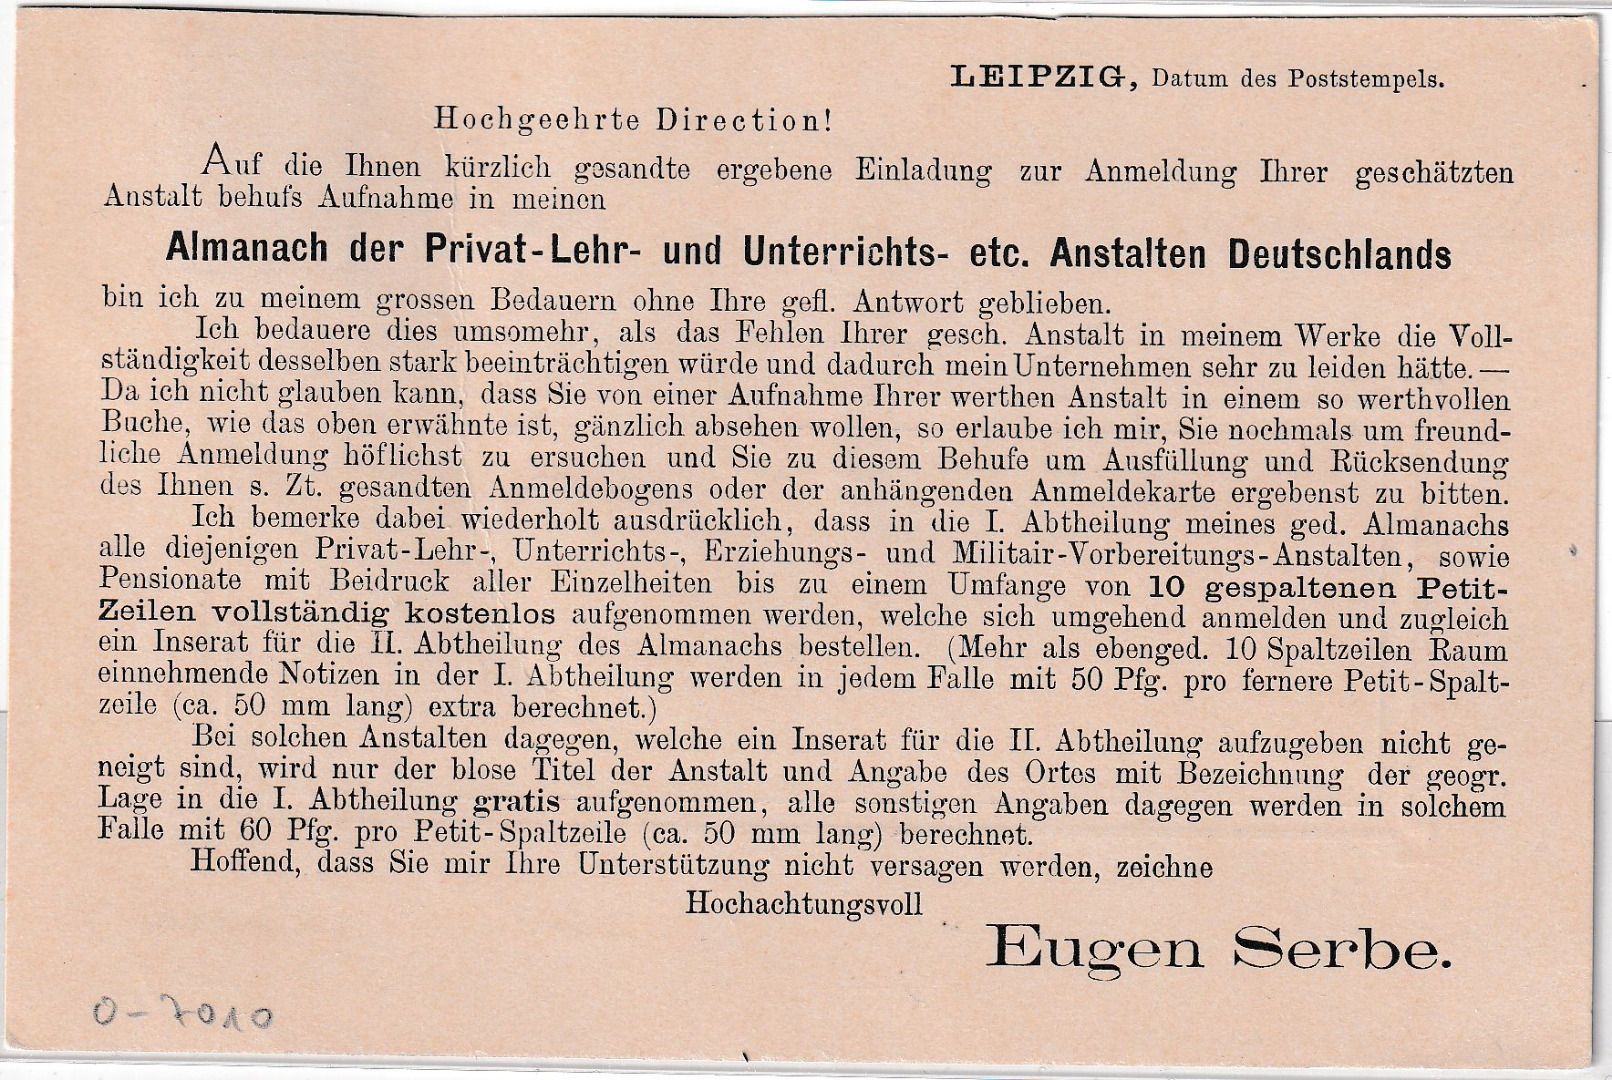 LEIPZIG, Datum des Poststempels.
Hochgeehrte Direction!
Auf die Ihnen kürzlich gesandte ergebene Einladung zur Anmeldung Ihrer geschätzten
Anstalt behufs Aufnahme in meinen
Almanach der Privat-Lehr- und Unterrichts- etc. Anstalten Deutschlands
bin ich zu meinem grossen Bedauern ohne Ihre gefl. Antwort geblieben.
Ich bedauere dies umsomehr, als das Fehlen Ihrer gesch. Anstalt in meinem Werke die Voll-
ständigkeit desselben stark beeinträchtigen würde und dadurch mein Unternehmen sehr zu leiden hätte. —
Da ich nicht glauben kann, dass Sie von einer Aufnahme Ihrer werthen Anstalt in einem so werthvollen
Buche, wie das oben erwähnte ist, gänzlich absehen wollen, so erlaube ich mir, Sie nochmals um freund-
liche Anmeldung höflichst zu ersuchen und Sie zu diesem Behufe um Ausfüllung und Rücksendung
des Ihnen s. Zt. gesandten Anmeldebogens oder der anhängenden Anmeldekarte ergebenst zu bitten.
Ich bemerke dabei wiederholt ausdrücklich, dass in die I. Abtheilung meines ged. Almanachs
alle diejenigen Privat-Lehr-, Unterrichts-, Erziehungs- und Militair-Vorbereitungs-Anstalten, sowie
Pensionate mit Beidruck aller Einzelheiten bis zu einem Umfange von 10 gespaltenen Petit-
Zeilen vollständig kostenlos aufgenommen werden, welche sich umgehend anmelden und zugleich
ein Inserat für die II. Abtheilung des Almanachs bestellen. (Mehr als ebenged. 10 Spaltzeilen Raum
einnehmende Notizen in der I. Abtheilung werden in jedem Falle mit 50 Pfg. pro fernere Petit-Spalt-
zeile (ca. 50 mm lang) extra berechnet.)
Bei solchen Anstalten dagegen, welche ein Inserat für die II. Abtheilung aufzugeben nicht ge-
neigt sind, wird nur der blose Titel der Anstalt und Angabe des Ortes mit Bezeichnung der geogr.
Lage in die I. Abtheilung gratis aufgenommen, alle sonstigen Angaben dagegen werden in solchem
Falle mit 60 Pfg. pro Petit-Spaltzeile (ca. 50 mm lang) berechnet.
Hoffend, dass Sie mir Ihre Unterstützung nicht versagen werden, zeichne
Hochachtungsvoll
Eugen Serbe.
0-7010